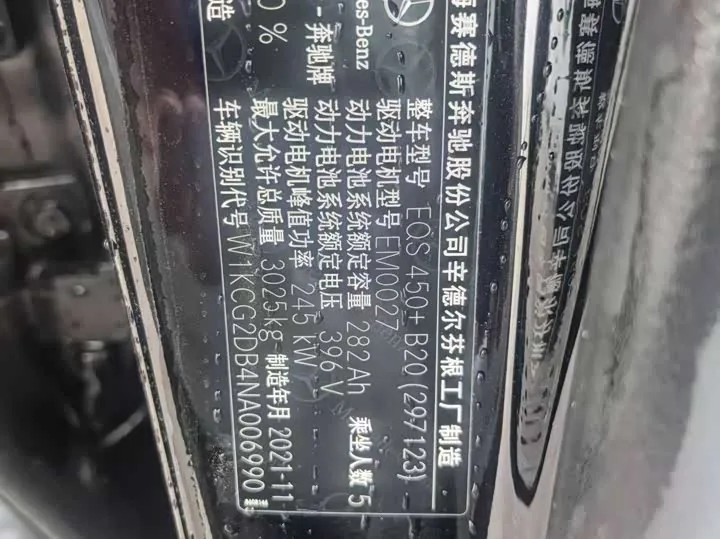 梅赛德斯奔驰股份公司辛德尔芬根工厂制造
整车型号 EQS 450+ B20 (297123)
驱动电机型号 EM0027
动力电池系统额定容量 282Ah 乘坐人数 5
动力电池系统额定电压 396 V
驱动电机峰值功率 245 kW
最大允许总质量 3025kg 制造年月 2021-11
车辆识别代号 W1KCG2DB4NA006990
des-Benz
-奔驰牌
0 %
造